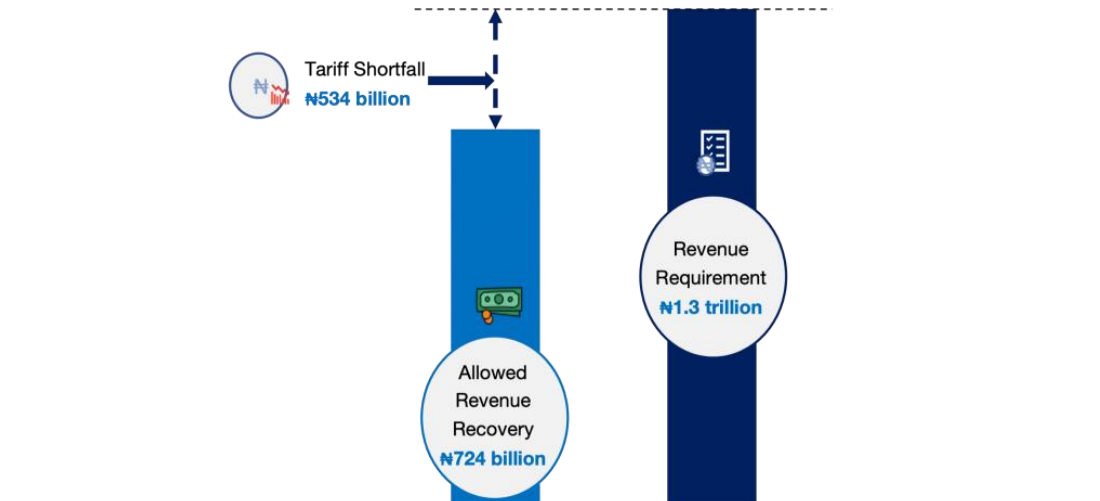 Tariff Shortfall
₦534 billion
Revenue
Requirement
₦1.3 trillion
Allowed
Revenue
Recovery
₦724 billion
₦